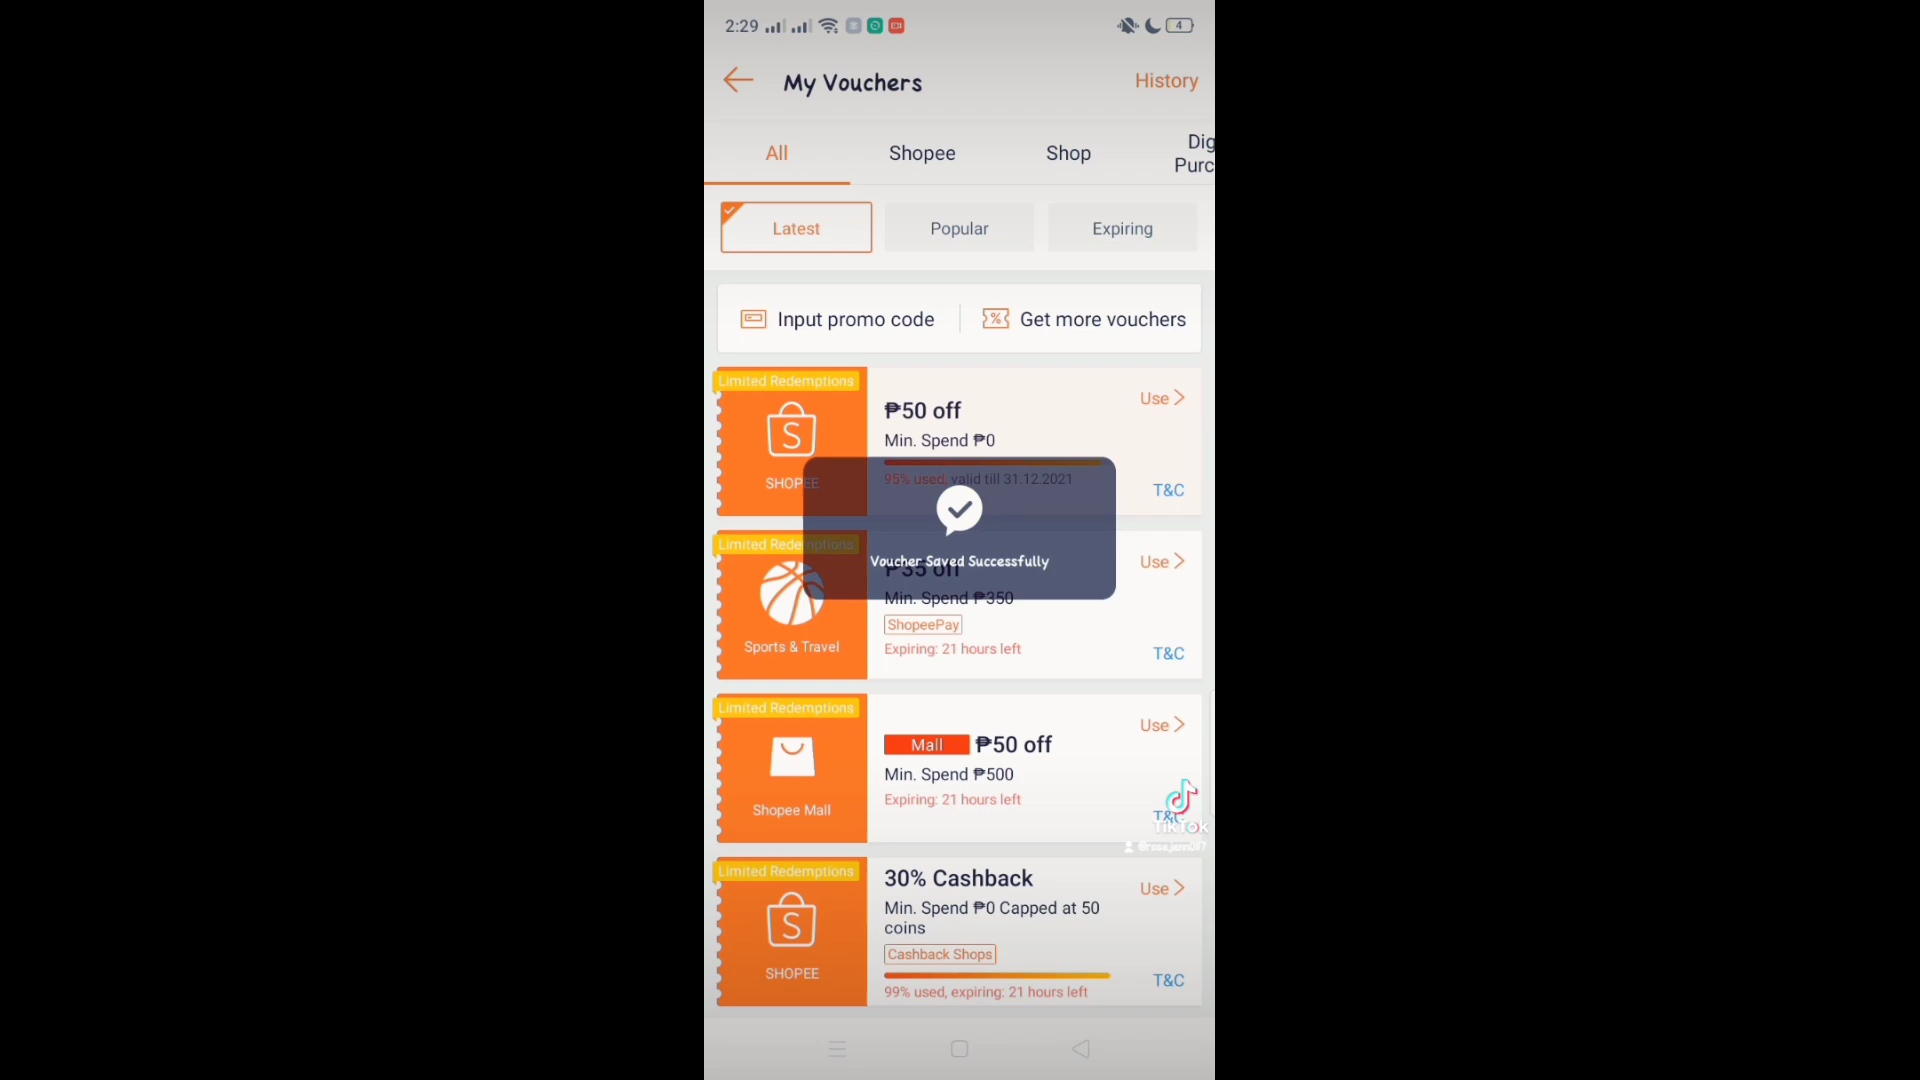 2:29
4
My Vouchers
History
All
Shopee
Shop
Dig
Purc
Latest
Popular
Expiring
Input promo code
Get more vouchers
Limited Redemptions
₱50 off
Use
Min. Spend ₱0
SHOPEE
95% used, valid till 31.12.2021
T&C
Voucher Saved Successfully
Limited Redemptions
₱35 off
Use
Min. Spend ₱350
ShopeePay
Sports & Travel
Expiring: 21 hours left
T&C
Limited Redemptions
Mall ₱50 off
Use
Min. Spend ₱500
Expiring: 21 hours left
Shopee Mall
T&C
TikTok
Limited Redemptions
30% Cashback
Use
Min. Spend ₱0 Capped at 50
coins
Cashback Shops
SHOPEE
99% used, expiring: 21 hours left
T&C